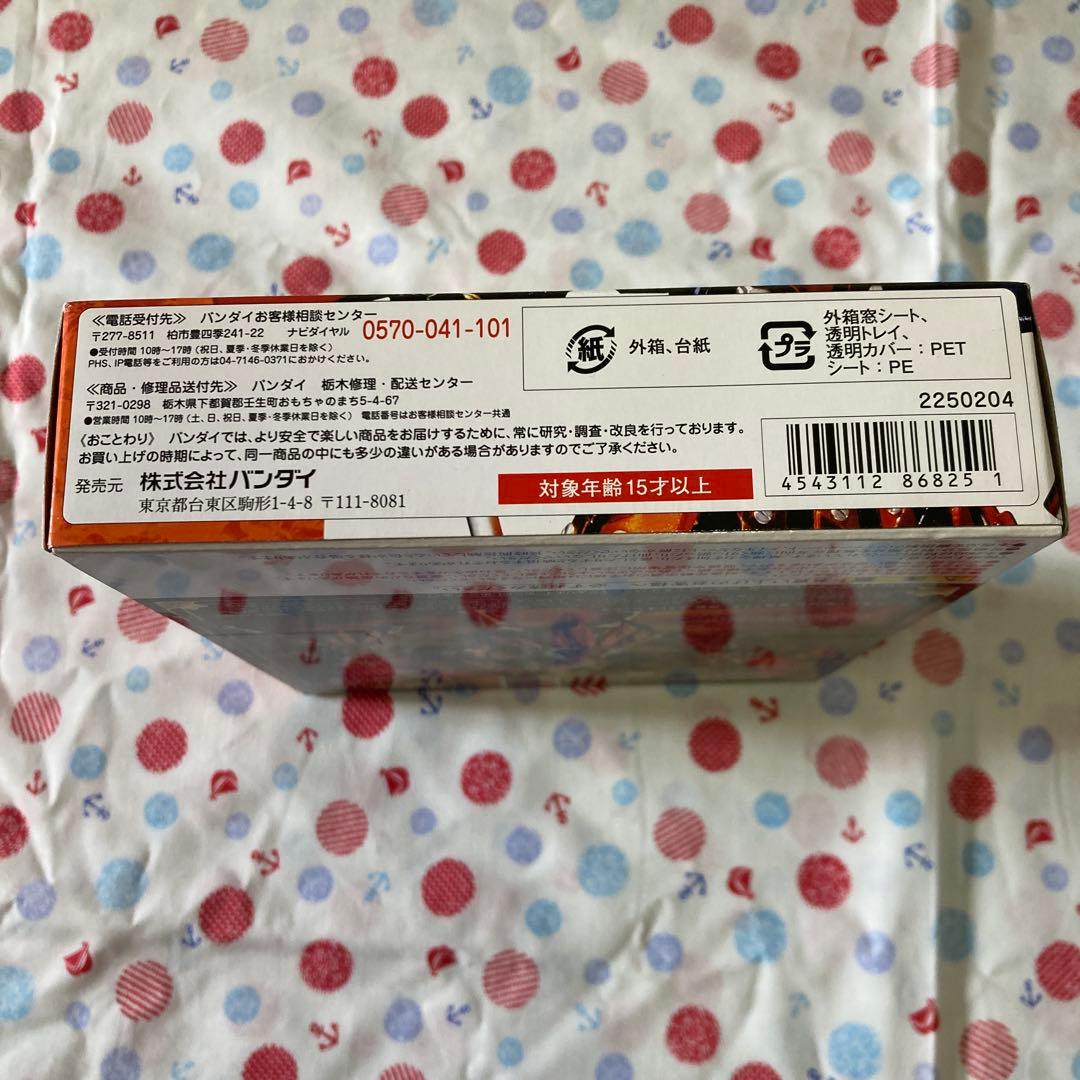 ≪電話受付先≫ バンダイお客様相談センター
〒277-8511 柏市豊四季241-22 ナビダイヤル 0570-041-101
●受付時間 10時～17時(祝日、夏季・冬季休業日を除く)
PHS、IP電話等をご利用の方は04-7146-0371におかけください。
≪商品・修理品送付先≫ バンダイ 栃木修理・配送センター
〒321-0298 栃木県下都賀郡壬生町おもちゃのまち5-4-67
●営業時間 10時～17時(土、日、祝日、夏季・冬季休業日を除く) 電話番号はお客様相談センター共通
《おことわり》 バンダイでは、より安全で楽しい商品をお届けするために、常に研究・調査・改良を行っております。
お買い上げの時期によって、同一商品の中にも多少の違いがある場合がありますのでご了承ください。
発売元 株式会社バンダイ
東京都台東区駒形1-4-8 〒111-8081
対象年齢15才以上
紙 外箱、台紙
プラ
外箱窓シート、
透明トレイ、
透明カバー：PET
シート：PE
2250204
4543112 86825 1